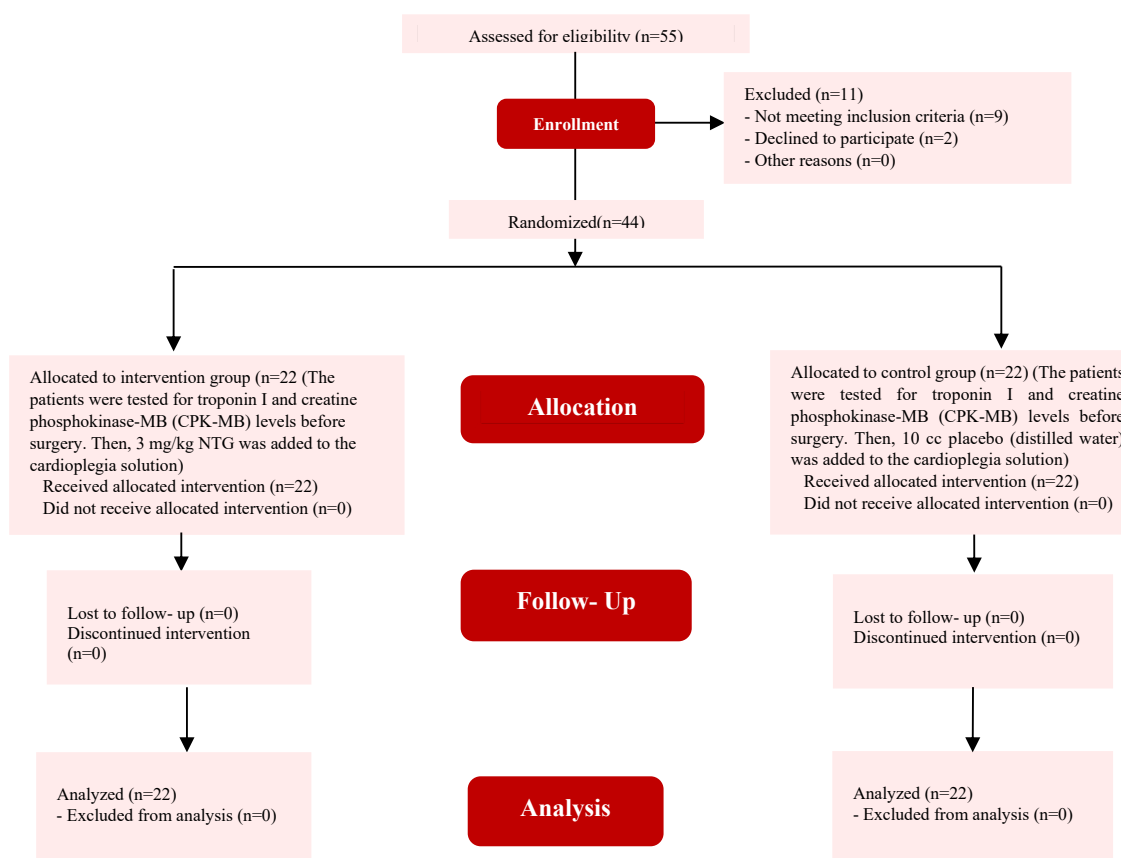 Assessed for eligibility (n=55)
Enrollment
Excluded (n=11)
- Not meeting inclusion criteria (n=9)
- Declined to participate (n=2)
- Other reasons (n=0)
Randomized(n=44)
Allocated to intervention group (n=22 (The
patients were tested for troponin I and creatine
phosphokinase-MB (CPK-MB) levels before
surgery. Then, 3 mg/kg NTG was added to the
cardioplegia solution)
Received allocated intervention (n=22)
Did not receive allocated intervention (n=0)
Allocation
Allocated to control group (n=22) (The patients
were tested for troponin I and creatine
phosphokinase-MB (CPK-MB) levels before
surgery. Then, 10 cc placebo (distilled water)
was added to the cardioplegia solution)
Received allocated intervention (n=22)
Did not receive allocated intervention (n=0)
Lost to follow- up (n=0)
Discontinued intervention
(n=0)
Follow- Up
Lost to follow- up (n=0)
Discontinued intervention (n=0)
Analyzed (n=22)
- Excluded from analysis (n=0)
Analysis
Analyzed (n=22)
- Excluded from analysis (n=0)